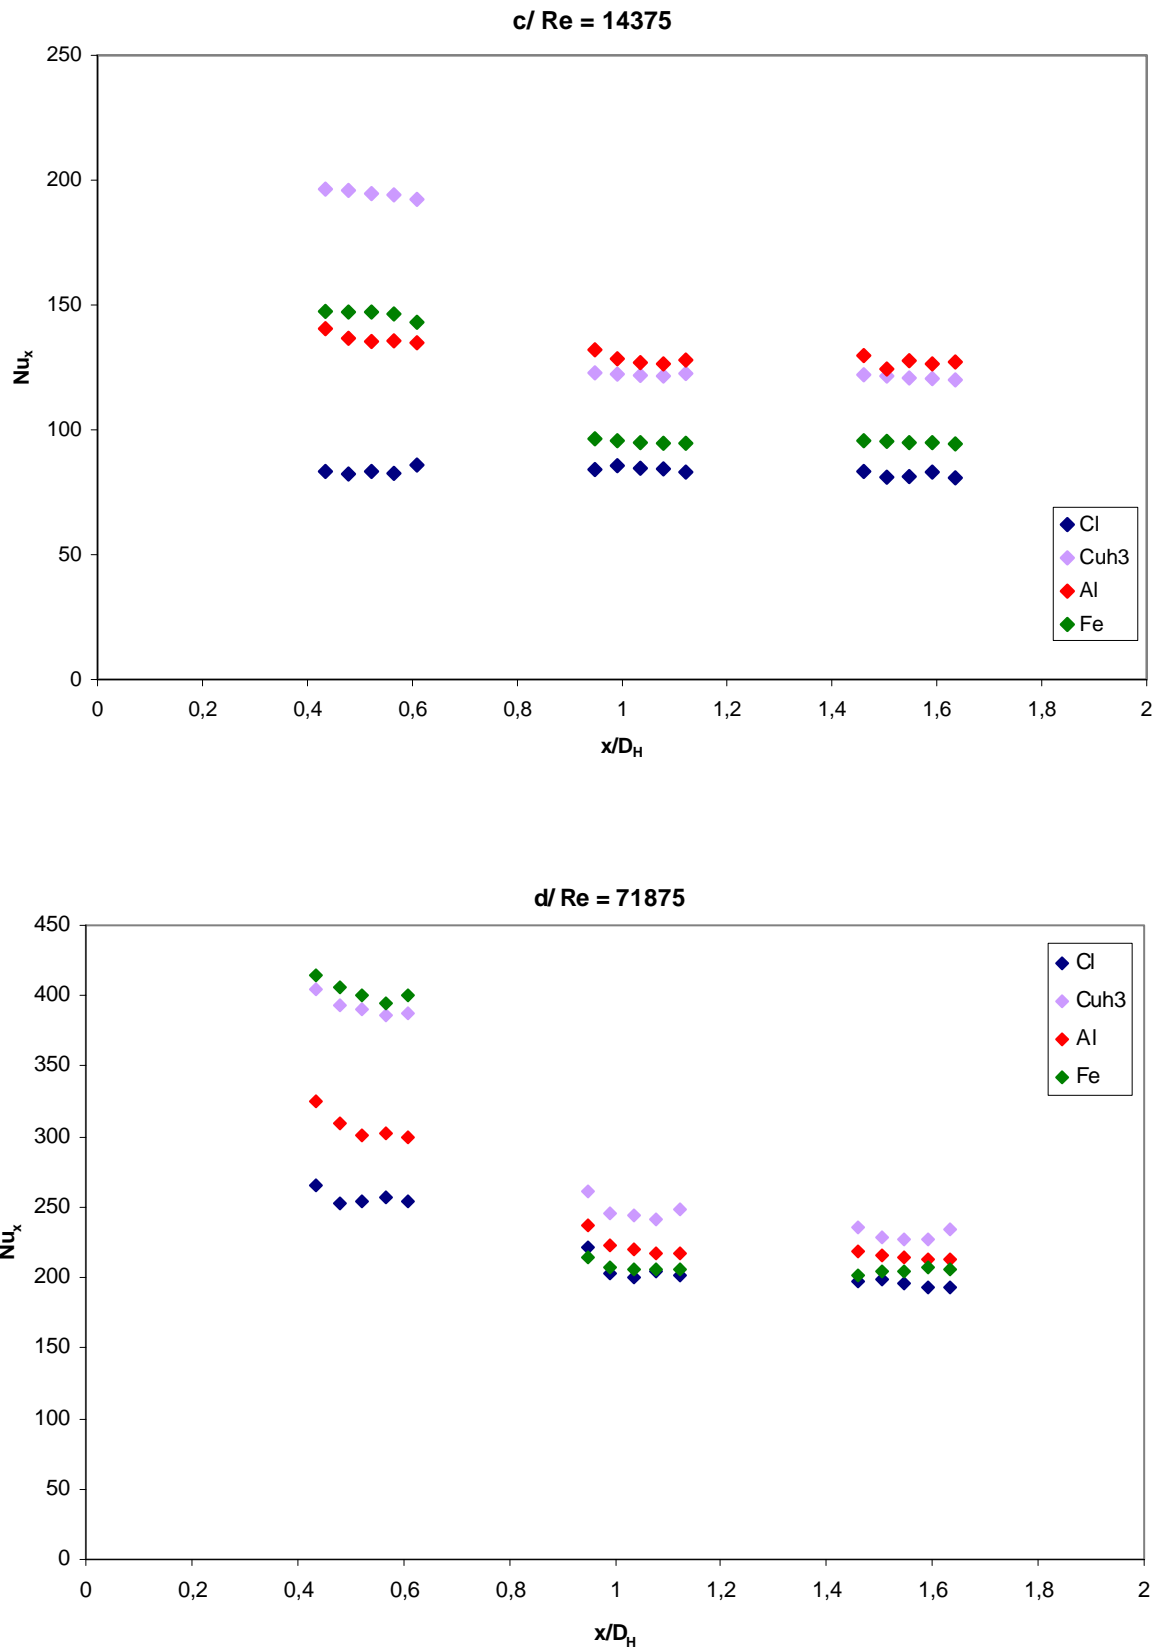 c/ Re = 14375
250
200
150
100
50
0
Nux
0 0,2 0,4 0,6 0,8 1 1,2 1,4 1,6 1,8 2
x/DH
Cl
Cuh3
Al
Fe
d/ Re = 71875
450
400
350
300
250
200
150
100
50
0
Nux
0 0,2 0,4 0,6 0,8 1 1,2 1,4 1,6 1,8 2
x/DH
Cl
Cuh3
Al
Fe